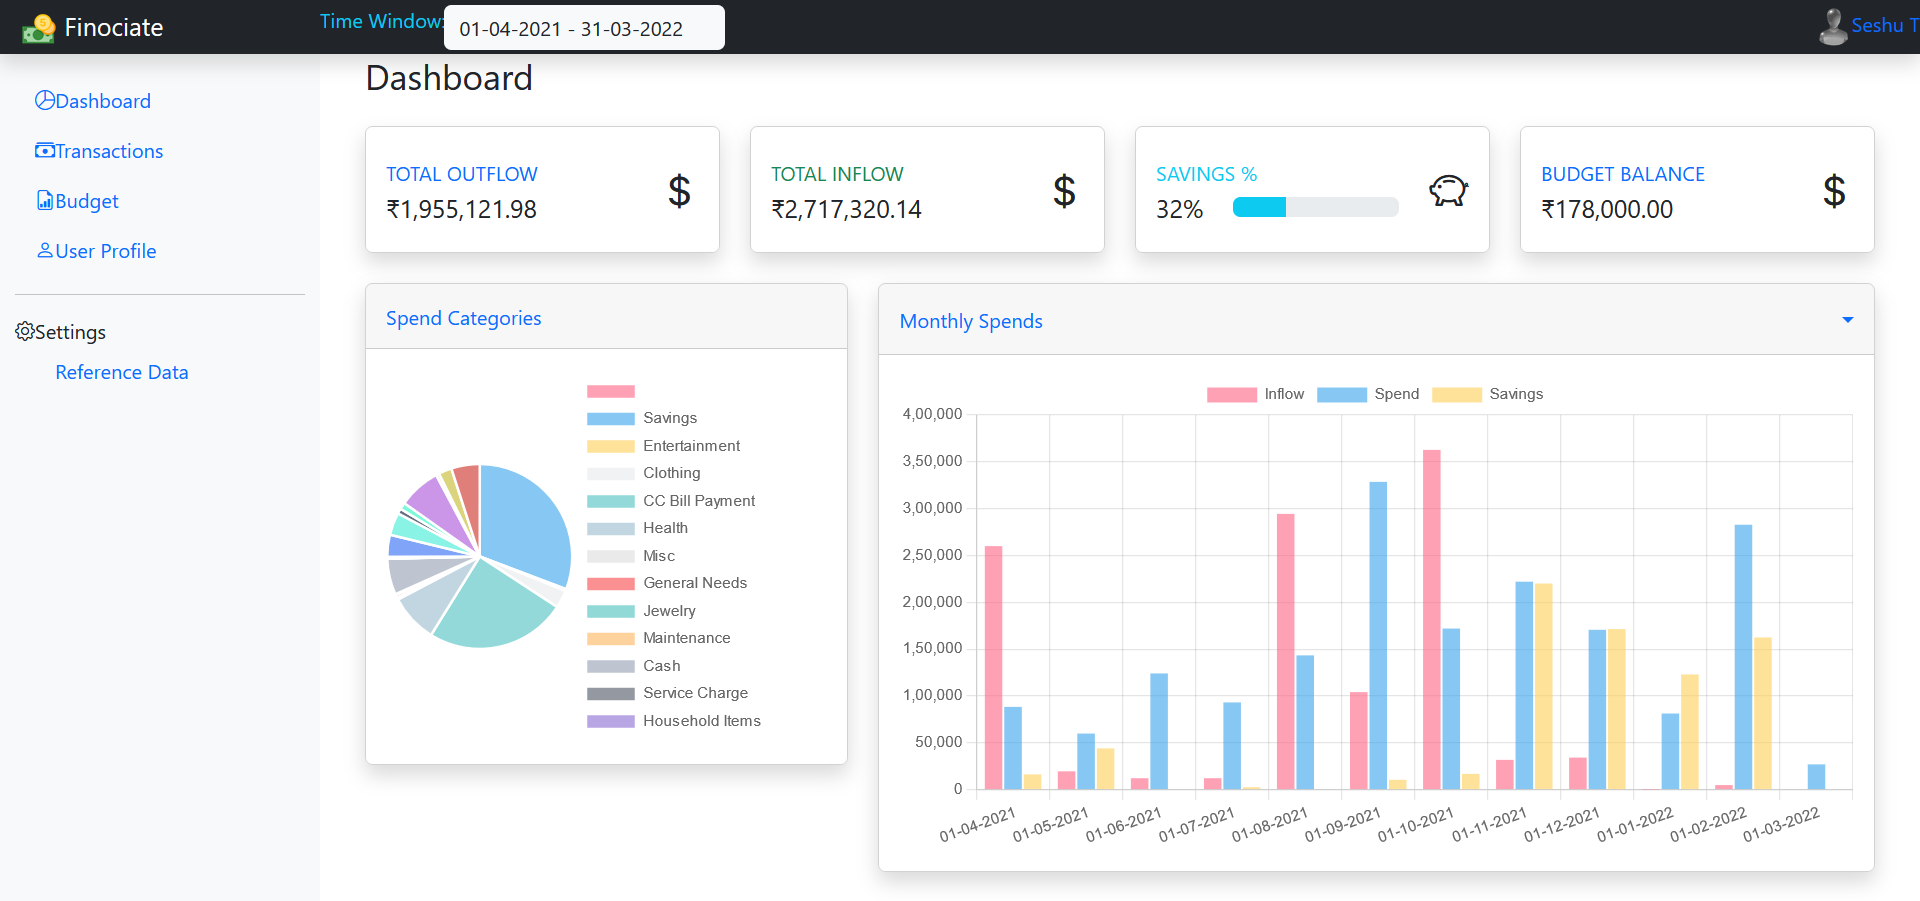 Finociate
Time Window:
01-04-2021 - 31-03-2022
Seshu T
Dashboard
Transactions
Budget
User Profile
Settings
Reference Data
Dashboard
TOTAL OUTFLOW
₹1,955,121.98
$
TOTAL INFLOW
₹2,717,320.14
$
SAVINGS %
32%
BUDGET BALANCE
₹178,000.00
$
Spend Categories
Savings
Entertainment
Clothing
CC Bill Payment
Health
Misc
General Needs
Jewelry
Maintenance
Cash
Service Charge
Household Items
Monthly Spends
Inflow Spend Savings
4,00,000
3,50,000
3,00,000
2,50,000
2,00,000
1,50,000
1,00,000
50,000
0
01-04-2021 01-05-2021 01-06-2021 01-07-2021 01-08-2021 01-09-2021 01-10-2021 01-11-2021 01-12-2021 01-01-2022 01-02-2022 01-03-2022